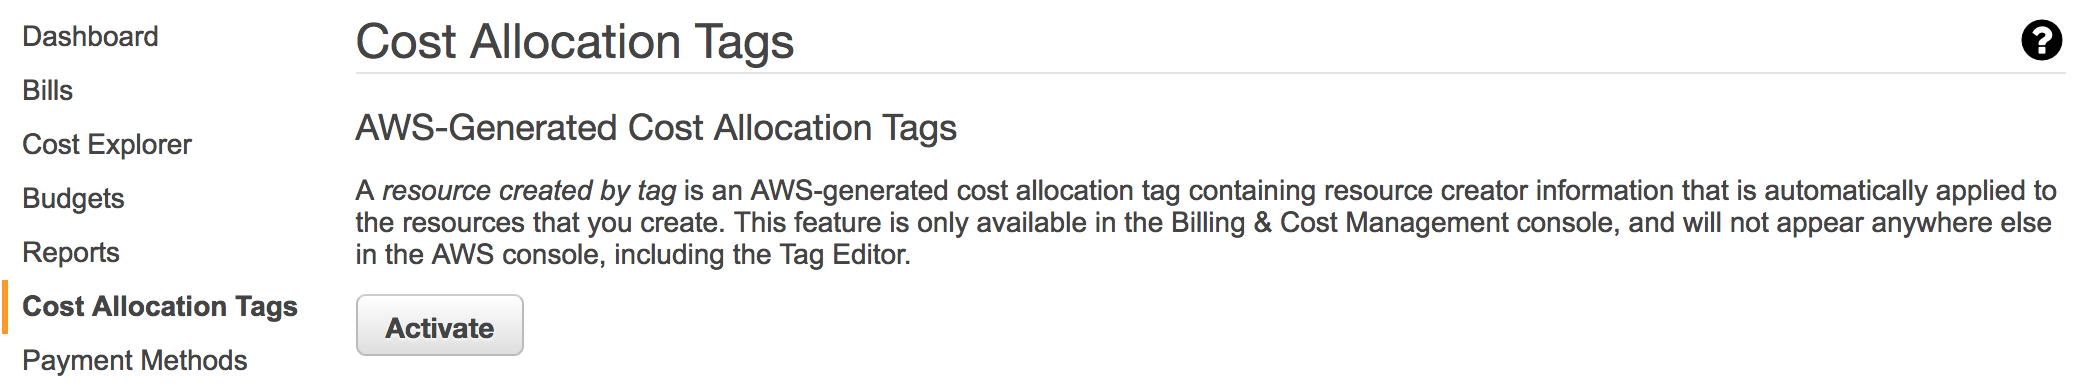 Dashboard
Bills
Cost Explorer
Budgets
Reports
Cost Allocation Tags
Payment Methods
Cost Allocation Tags
?
AWS-Generated Cost Allocation Tags
A resource created by tag is an AWS-generated cost allocation tag containing resource creator information that is automatically applied to
the resources that you create. This feature is only available in the Billing & Cost Management console, and will not appear anywhere else
in the AWS console, including the Tag Editor.
Activate